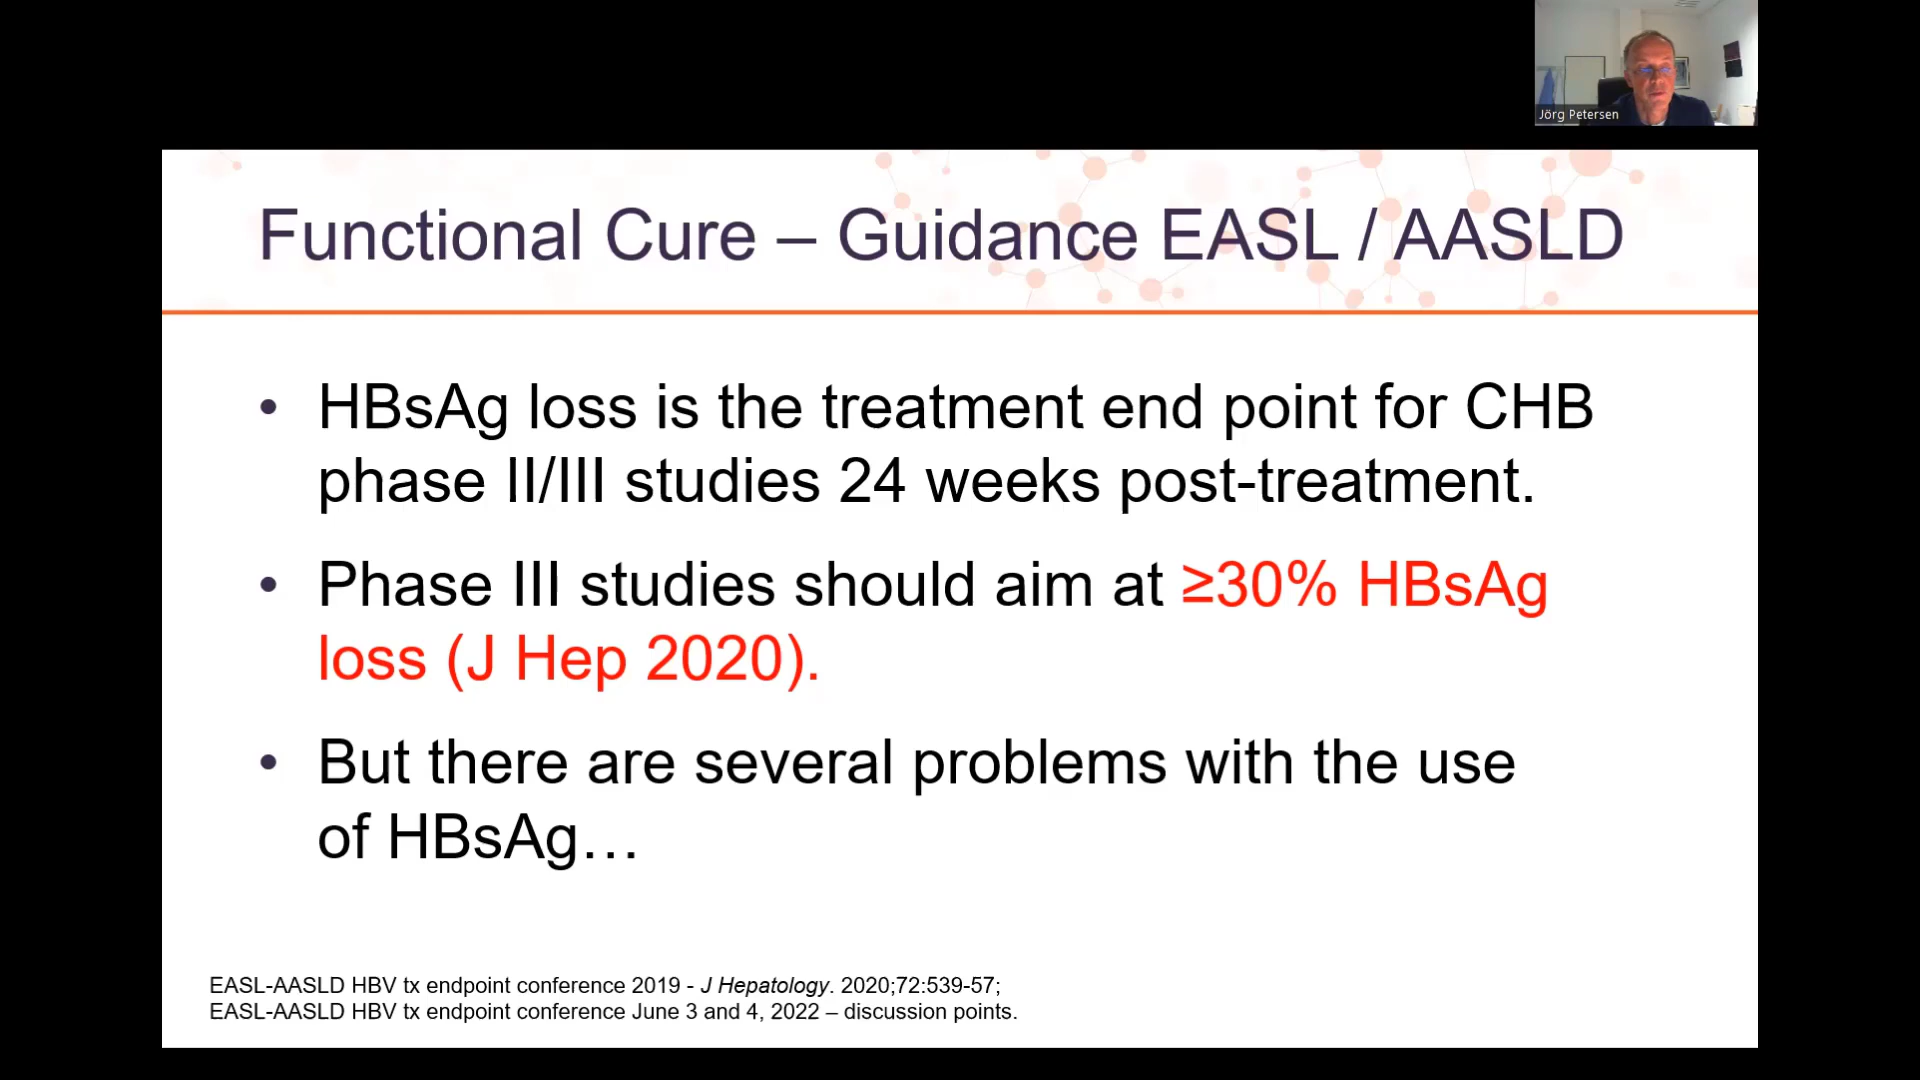 Jörg Petersen
Functional Cure – Guidance EASL / AASLD
• HBsAg loss is the treatment end point for CHB
phase II/III studies 24 weeks post-treatment.
• Phase III studies should aim at ≥30% HBsAg
loss (J Hep 2020).
• But there are several problems with the use
of HBsAg…
EASL-AASLD HBV tx endpoint conference 2019 - J Hepatology. 2020;72:539-57;
EASL-AASLD HBV tx endpoint conference June 3 and 4, 2022 – discussion points.